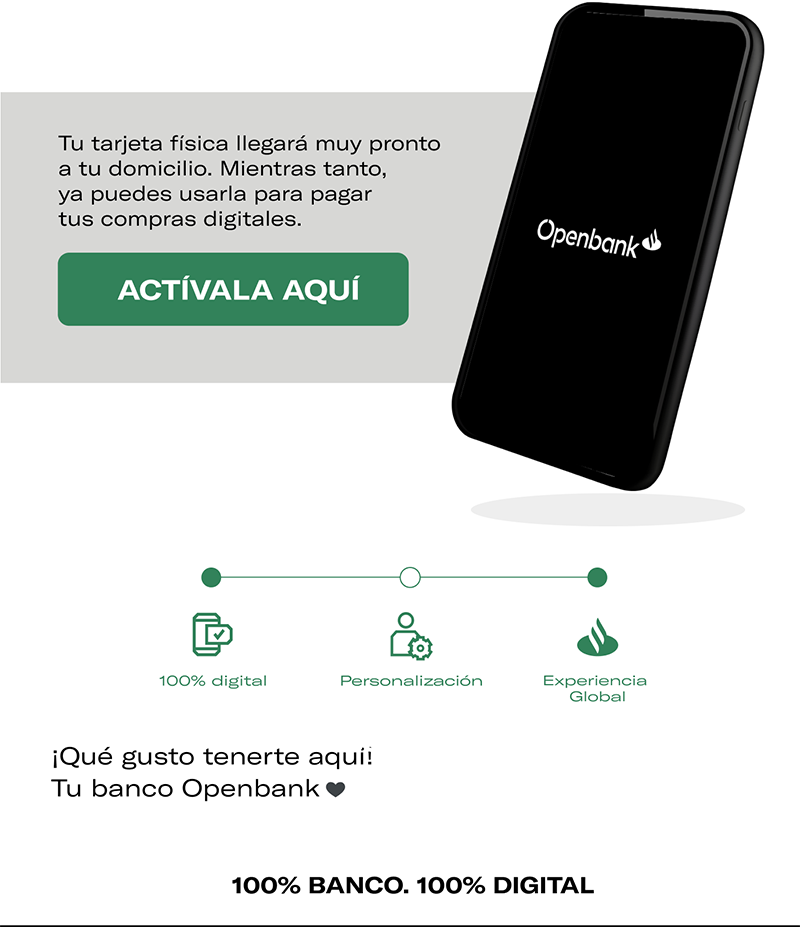 Tu tarjeta física llegará muy pronto
a tu domicilio. Mientras tanto,
ya puedes usarla para pagar
tus compras digitales.
ACTÍVALA AQUÍ
Openbank
100% digital
Personalización
Experiencia
Global
¡Qué gusto tenerte aquí!
Tu banco Openbank
100% BANCO. 100% DIGITAL